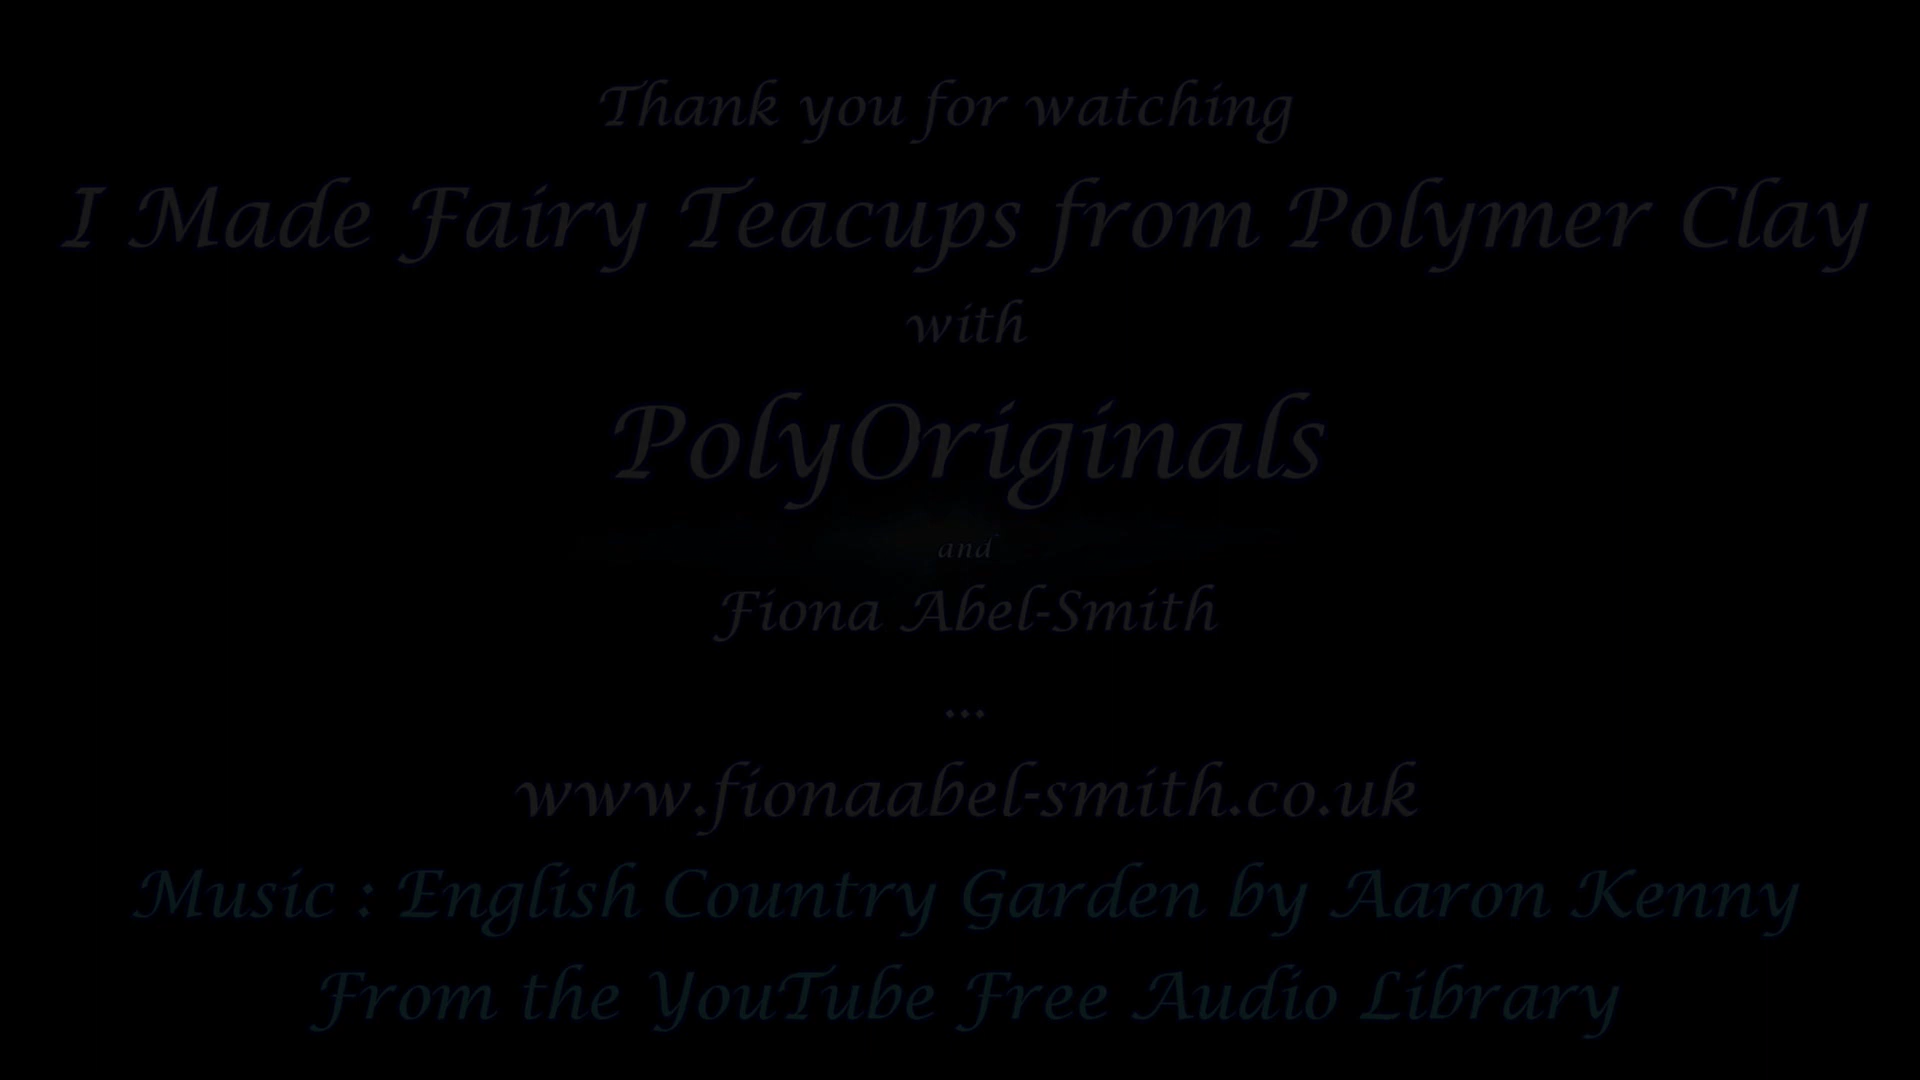 Thank you for watching
I Made Fairy Teacups from Polymer Clay
with
PolyOriginals
and
Fiona Abel-Smith
...
www.fionaabel-smith.co.uk
Music : English Country Garden by Aaron Kenny
From the YouTube Free Audio Library